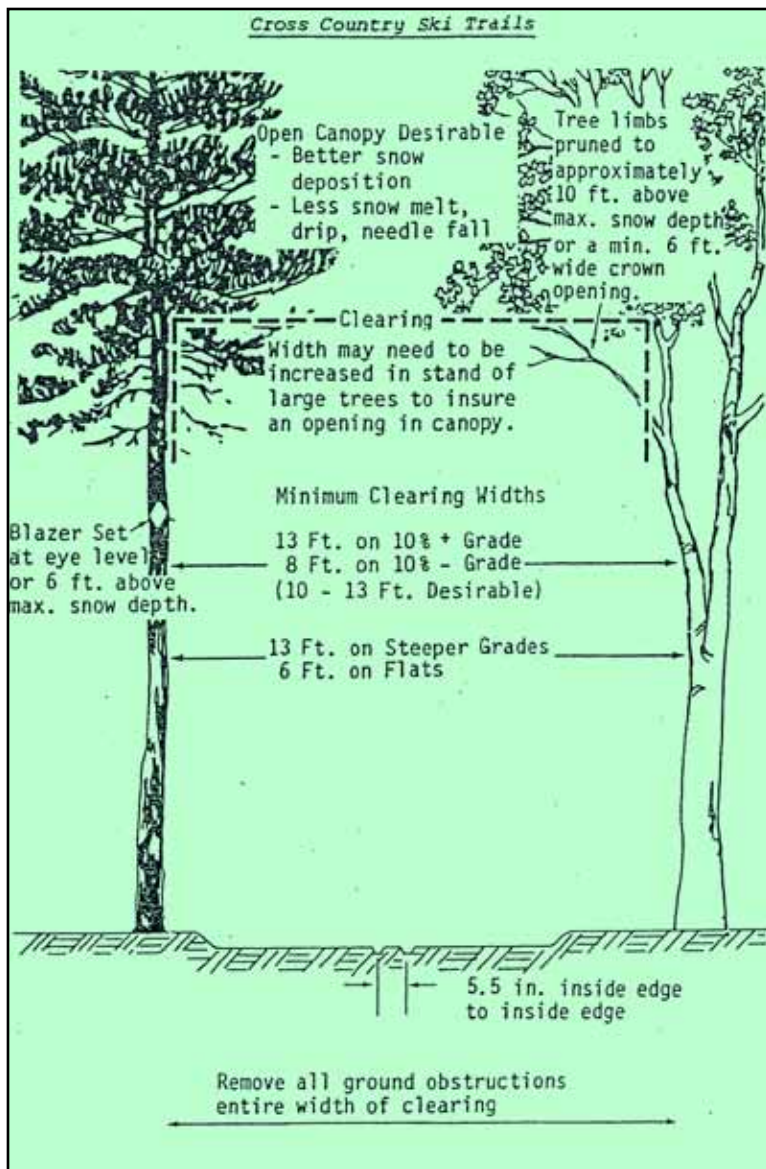 Cross Country Ski Trails
Open Canopy Desirable
- Better snow
deposition
- Less snow melt,
drip, needle fall
Tree limbs
pruned to
approximately
10 ft. above
max. snow depth
or a min. 6 ft.
wide crown
opening.
Clearing
Width may need to be
increased in stand of
large trees to insure
an opening in canopy.
Minimum Clearing Widths
Blazer Set
at eye level
or 6 ft. above
max. snow depth.
13 Ft. on 10% + Grade
8 Ft. on 10% - Grade
(10 - 13 Ft. Desirable)
13 Ft. on Steeper Grades
6 Ft. on Flats
5.5 in. inside edge
to inside edge
Remove all ground obstructions
entire width of clearing